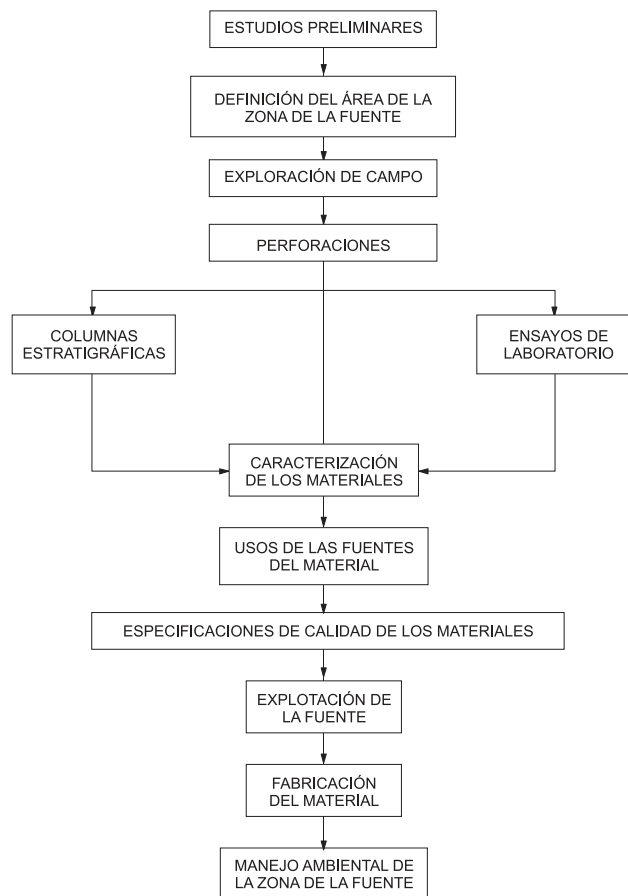 ESTUDIOS PRELIMINARES
DEFINICIÓN DEL ÁREA DE LA
ZONA DE LA FUENTE
EXPLORACIÓN DE CAMPO
PERFORACIONES
COLUMNAS
ESTRATIGRÁFICAS
ENSAYOS DE
LABORATORIO
CARACTERIZACIÓN
DE LOS MATERIALES
USOS DE LAS FUENTES
DEL MATERIAL
ESPECIFICACIONES DE CALIDAD DE LOS MATERIALES
EXPLOTACIÓN DE
LA FUENTE
FABRICACIÓN
DEL MATERIAL
MANEJO AMBIENTAL DE
LA ZONA DE LA FUENTE